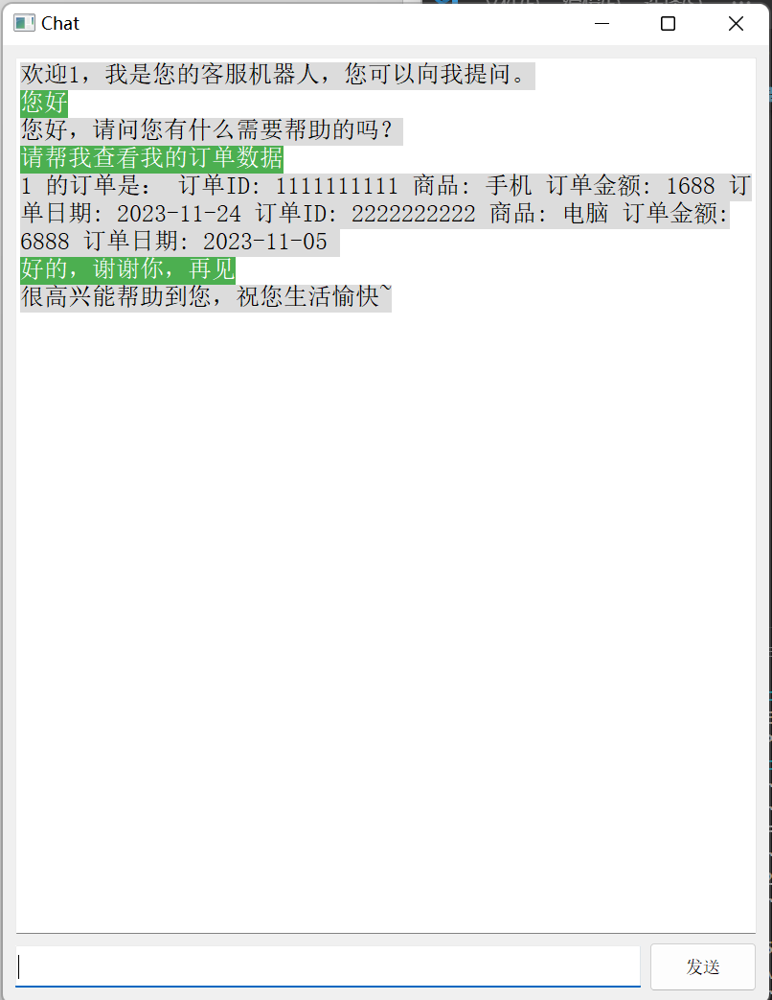 Chat
欢迎1，我是您的客服机器人，您可以向我提问。
您好
您好，请问您有什么需要帮助的吗？
请帮我查看我的订单数据
1 的订单是： 订单ID: 1111111111 商品: 手机 订单金额: 1688 订
单日期: 2023-11-24 订单ID: 2222222222 商品: 电脑 订单金额:
6888 订单日期: 2023-11-05
好的，谢谢你，再见
很高兴能帮助到您，祝您生活愉快~
发送